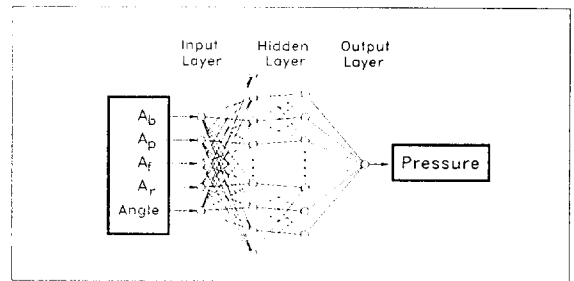 Input Hidden Output
Layer Layer Layer
A_b
A_p
A_f
A_r
Angle
Pressure